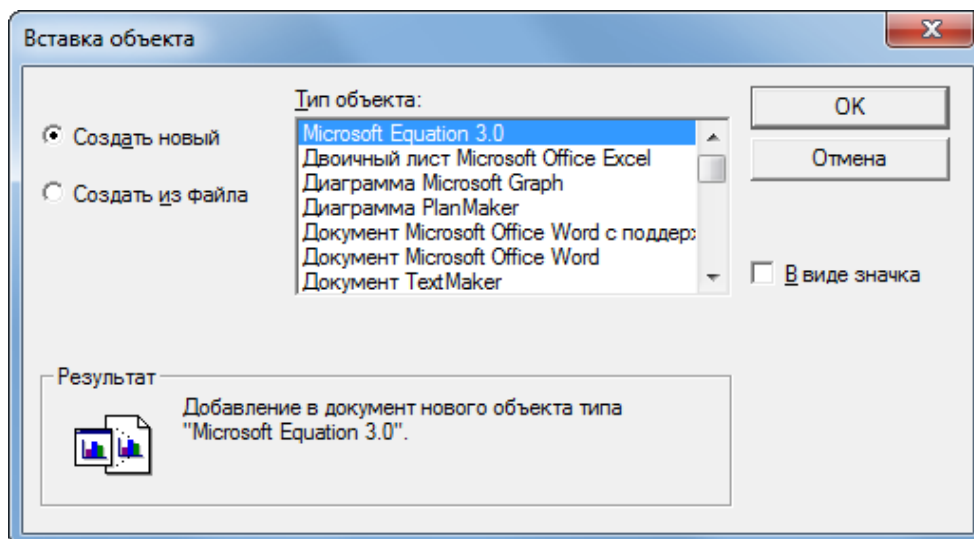 Вставка объекта
Тип объекта:
Создать новый
Создать из файла
Microsoft Equation 3.0
Двоичный лист Microsoft Office Excel
Диаграмма Microsoft Graph
Диаграмма PlanMaker
Документ Microsoft Office Word с поддерж
Документ Microsoft Office Word
Документ TextMaker
OK
Отмена
В виде значка
Результат
Добавление в документ нового объекта типа
"Microsoft Equation 3.0".